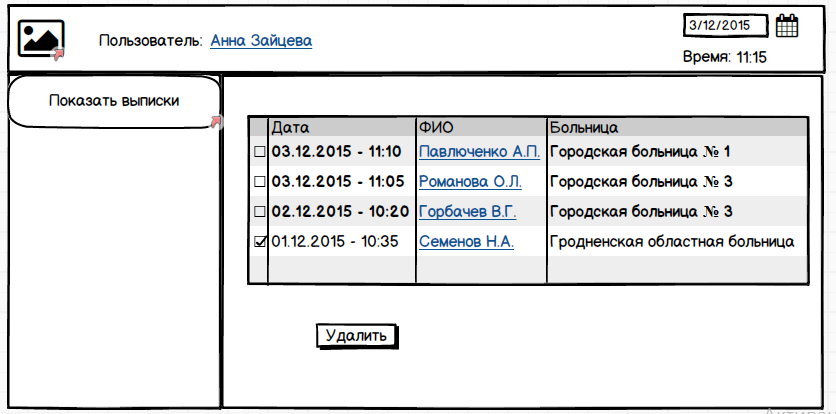 Пользователь: Анна Зайцева
3/12/2015
Время: 11:15
Показать выписки
Дата ФИО Больница
03.12.2015 - 11:10 Павлюченко А.П. Городская больница № 1
03.12.2015 - 11:05 Романова О.Л. Городская больница № 3
02.12.2015 - 10:20 Горбачев В.Г. Городская больница № 3
01.12.2015 - 10:35 Семенов Н.А. Гродненская областная больница
Удалить